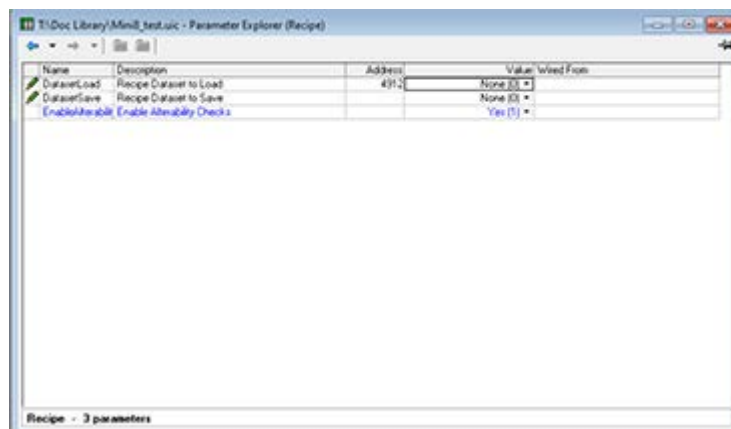 T:\Doc Library\Mini8_test.uic - Parameter Explorer (Recipe)
Name Description Address Value Wired From
DatasetLoad Recipe Dataset to Load 4912 None (0)
DatasetSave Recipe Dataset to Save None (0)
EnableAlterabilit Enable Alterability Checks Yes (1)
Recipe - 3 parameters